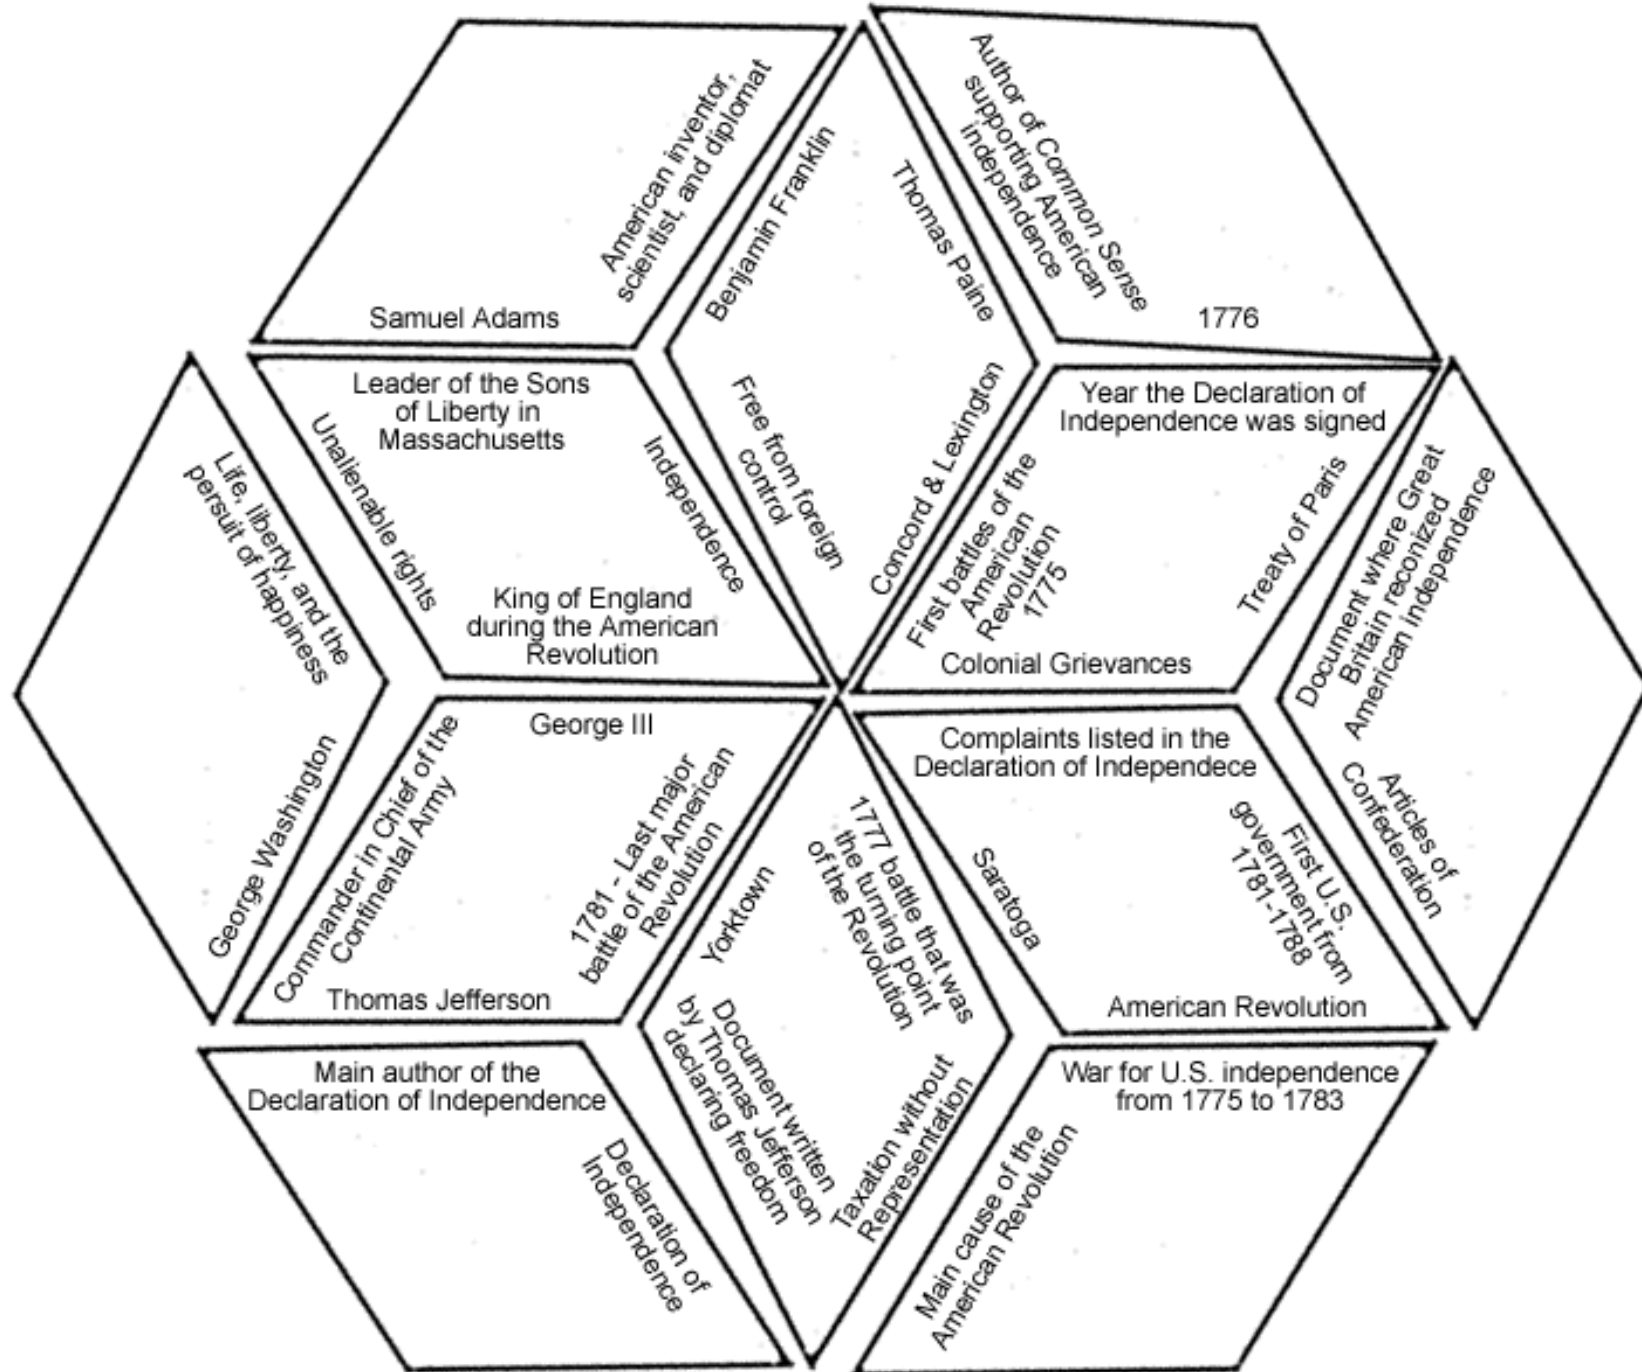 American inventor,
scientist, and diplomat
Samuel Adams
Benjamin Franklin
Thomas Paine
Free from foreign
control
Concord & Lexington
Author of Common Sense
supporting American
independence
1776
Leader of the Sons
of Liberty in
Massachusetts
Unalienable rights
Independence
King of England
during the American
Revolution
Year the Declaration of
Independence was signed
First battles of the
American
Revolution
1775
Treaty of Paris
Colonial Grievances
Life, liberty, and the
persuit of happiness
George Washington
Document where Great
Britain reconized
American independence
Articles of
Confederation
George III
Commander in Chief of the
Continental Army
1781 - Last major
battle of the American
Revolution
Thomas Jefferson
Yorktown
1777 battle that was
the turning point
of the Revolution
Document written
by Thomas Jefferson
declaring freedom
Taxation without
Representation
Complaints listed in the
Declaration of Independece
Saratoga
First U.S.
government from
1781-1788
American Revolution
Main author of the
Declaration of Independence
Declaration of
Independence
War for U.S. independence
from 1775 to 1783
Main cause of the
American Revolution